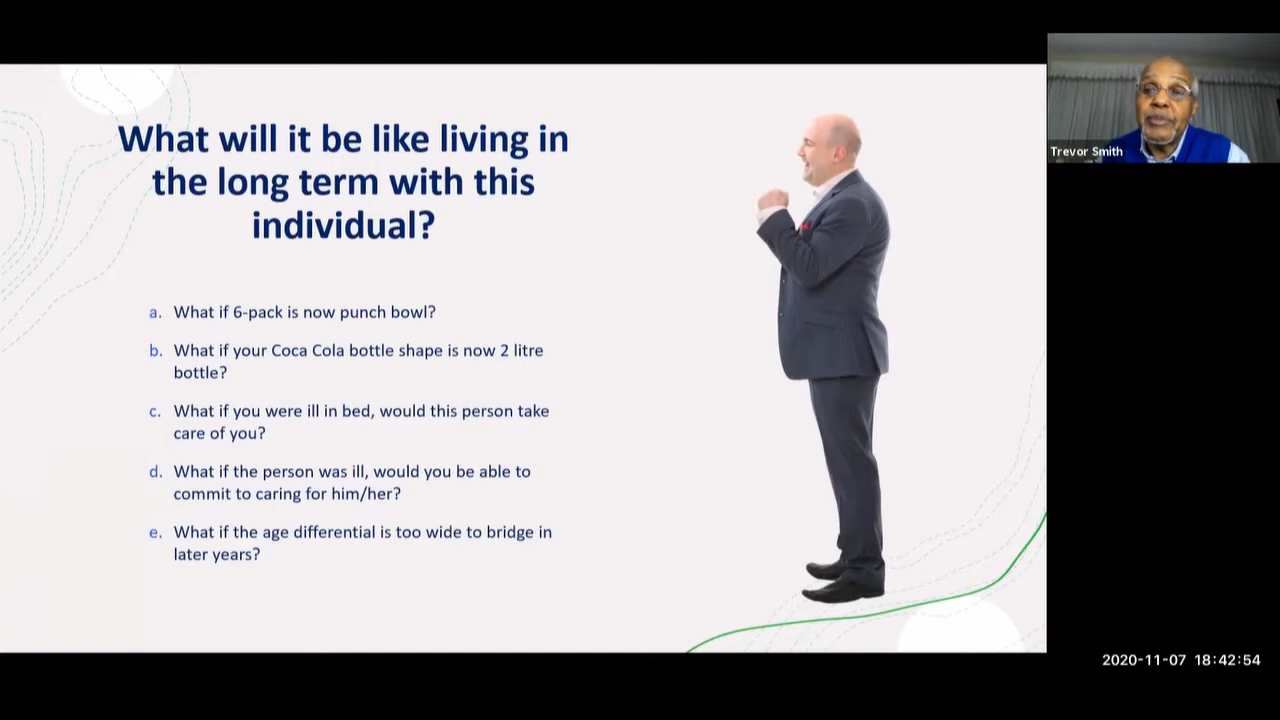 What will it be like living in
the long term with this
individual?
a. What if 6-pack is now punch bowl?
b. What if your Coca Cola bottle shape is now 2 litre
bottle?
c. What if you were ill in bed, would this person take
care of you?
d. What if the person was ill, would you be able to
commit to caring for him/her?
e. What if the age differential is too wide to bridge in
later years?
Trevor Smith
2020-11-07 18:42:54